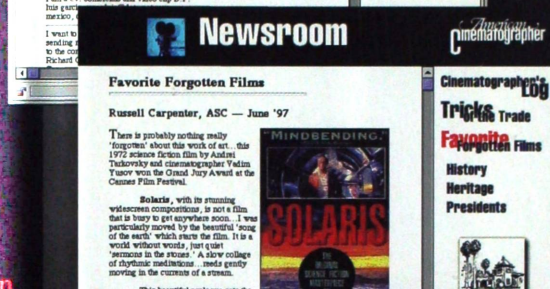 Newsroom
American
Cinematographer
Favorite Forgotten Films
Russell Carpenter, ASC — June '97
There is probably nothing really
'forgotten' about this work of art...this
1972 science fiction film by Andrei
Tarkovsky and cinematographer Vadim
Yusov won the Grand Jury Award at the
Cannes Film Festival.
Solaris, with its stunning
widescreen compositions, is not a film
that is busy to get anywhere soon...I was
particularly moved by the beautiful 'song
of the earth' which starts the film. It is a
world without words, just quiet
'sermons in the stones.' A slow collage
of rhythmic meditations...reeds gently
moving in the currents of a stream.
"MINDBENDING."
SOLARIS
THE
SCIENCE FICTION
Cinematographer's
Log
Tricks
of the Trade
Favorite
Forgotten Films
History
Heritage
Presidents
luis garci
mexico,
I want to
sending
to the co
Richard